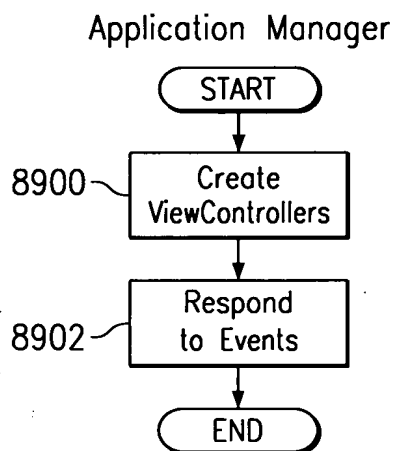 Application Manager
START
8900
Create
ViewControllers
Respond
8902
to Events
END